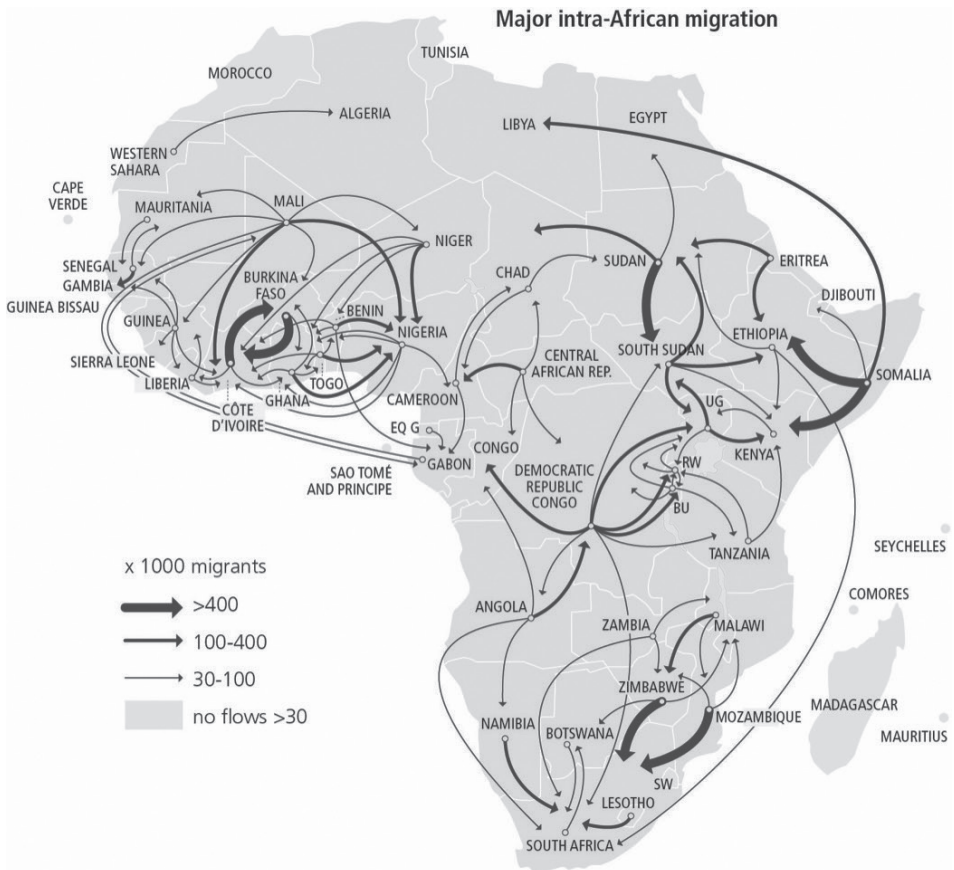 Major intra-African migration
TUNISIA
MOROCCO
ALGERIA
LIBYA
EGYPT
WESTERN
SAHARA
CAPE
VERDE
MAURITANIA
MALI
NIGER
SUDAN
ERITREA
CHAD
SENEGAL
GAMBIA
BURKINA
FASO
DJIBOUTI
GUINEA BISSAU
BENIN
GUINEA
NIGERIA
ETHIOPIA
SOUTH SUDAN
SIERRA LEONE
CENTRAL
AFRICAN REP.
SOMALIA
LIBERIA
TOGO
GHANA
CAMEROON
UG
CÔTE
D'IVOIRE
EQ G
CONGO
KENYA
GABON
RW
SAO TOMÉ
AND PRINCIPE
DEMOCRATIC
REPUBLIC
CONGO
BU
TANZANIA
SEYCHELLES
x 1000 migrants
COMORES
>400
ANGOLA
ZAMBIA
MALAWI
100-400
30-100
ZIMBABWE
MADAGASCAR
no flows >30
NAMIBIA
BOTSWANA
MOZAMBIQUE
MAURITIUS
SW
LESOTHO
SOUTH AFRICA